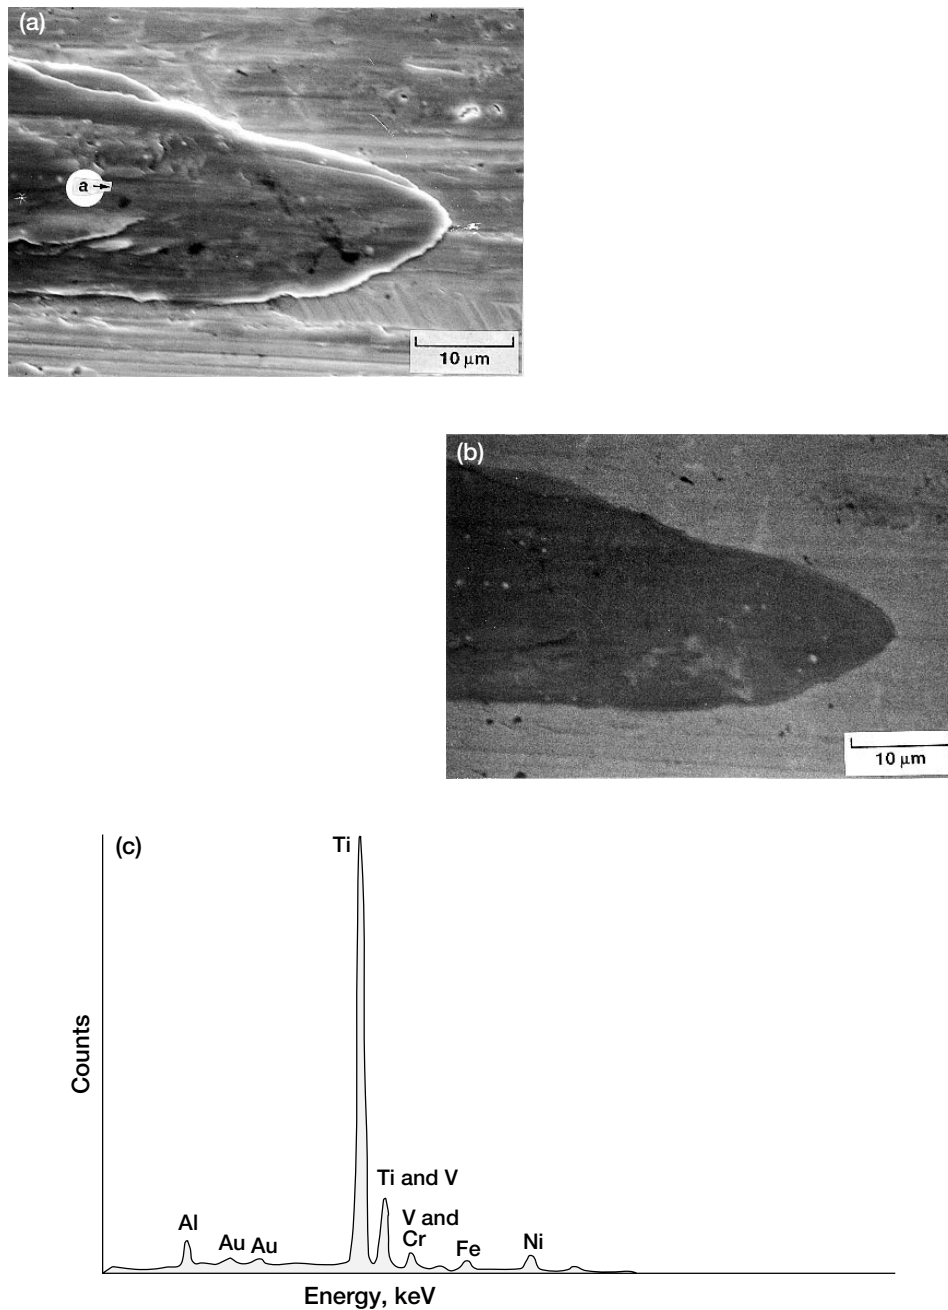 (a)
a
10 μm
(b)
10 μm
(c)
Ti
Counts
Ti and V
V and
Cr
Al
Au
Au
Fe
Ni
Energy, keV